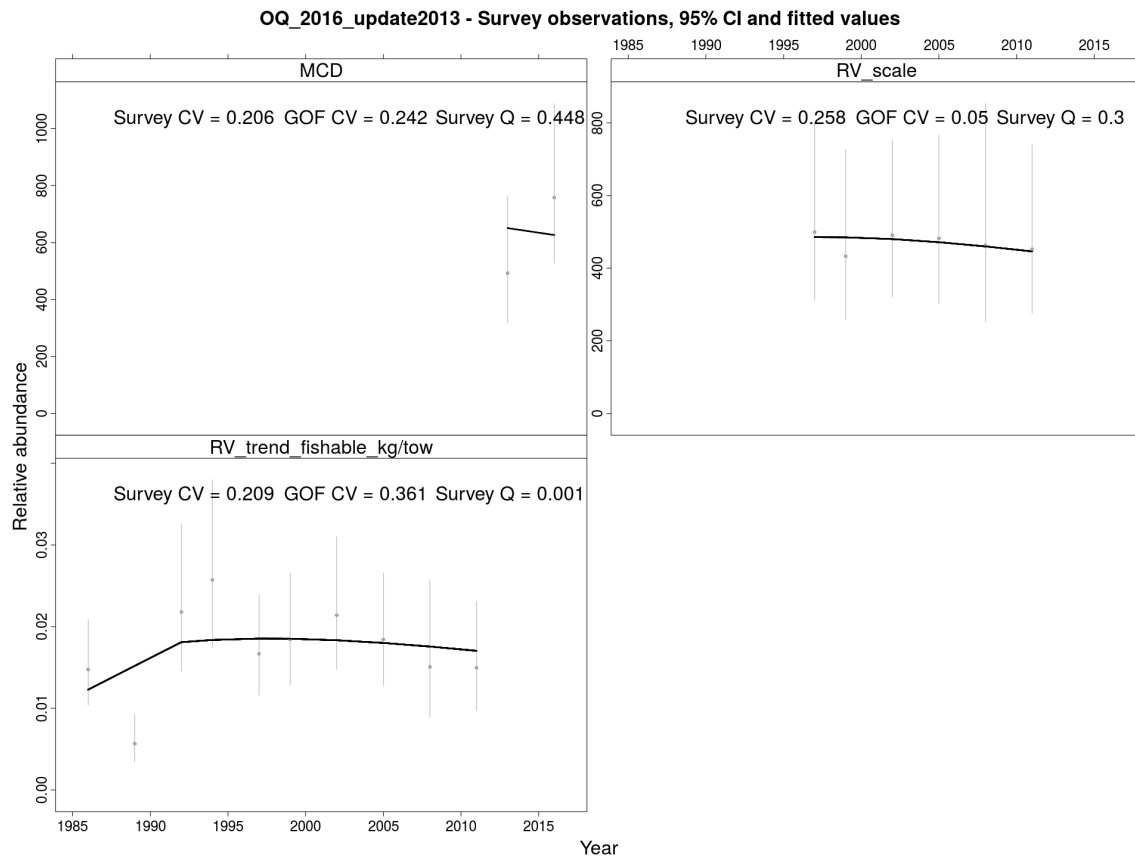 OQ_2016_update2013 - Survey observations, 95% CI and fitted values
1985 1990 1995 2000 2005 2010 2015
MCD
RV_scale
Survey CV = 0.206 GOF CV = 0.242 Survey Q = 0.448
Survey CV = 0.258 GOF CV = 0.05 Survey Q = 0.3
1000
800
600
400
200
0
800
600
400
200
0
Relative abundance
RV_trend_fishable_kg/tow
Survey CV = 0.209 GOF CV = 0.361 Survey Q = 0.001
0.03
0.02
0.01
0.00
1985 1990 1995 2000 2005 2010 2015
Year